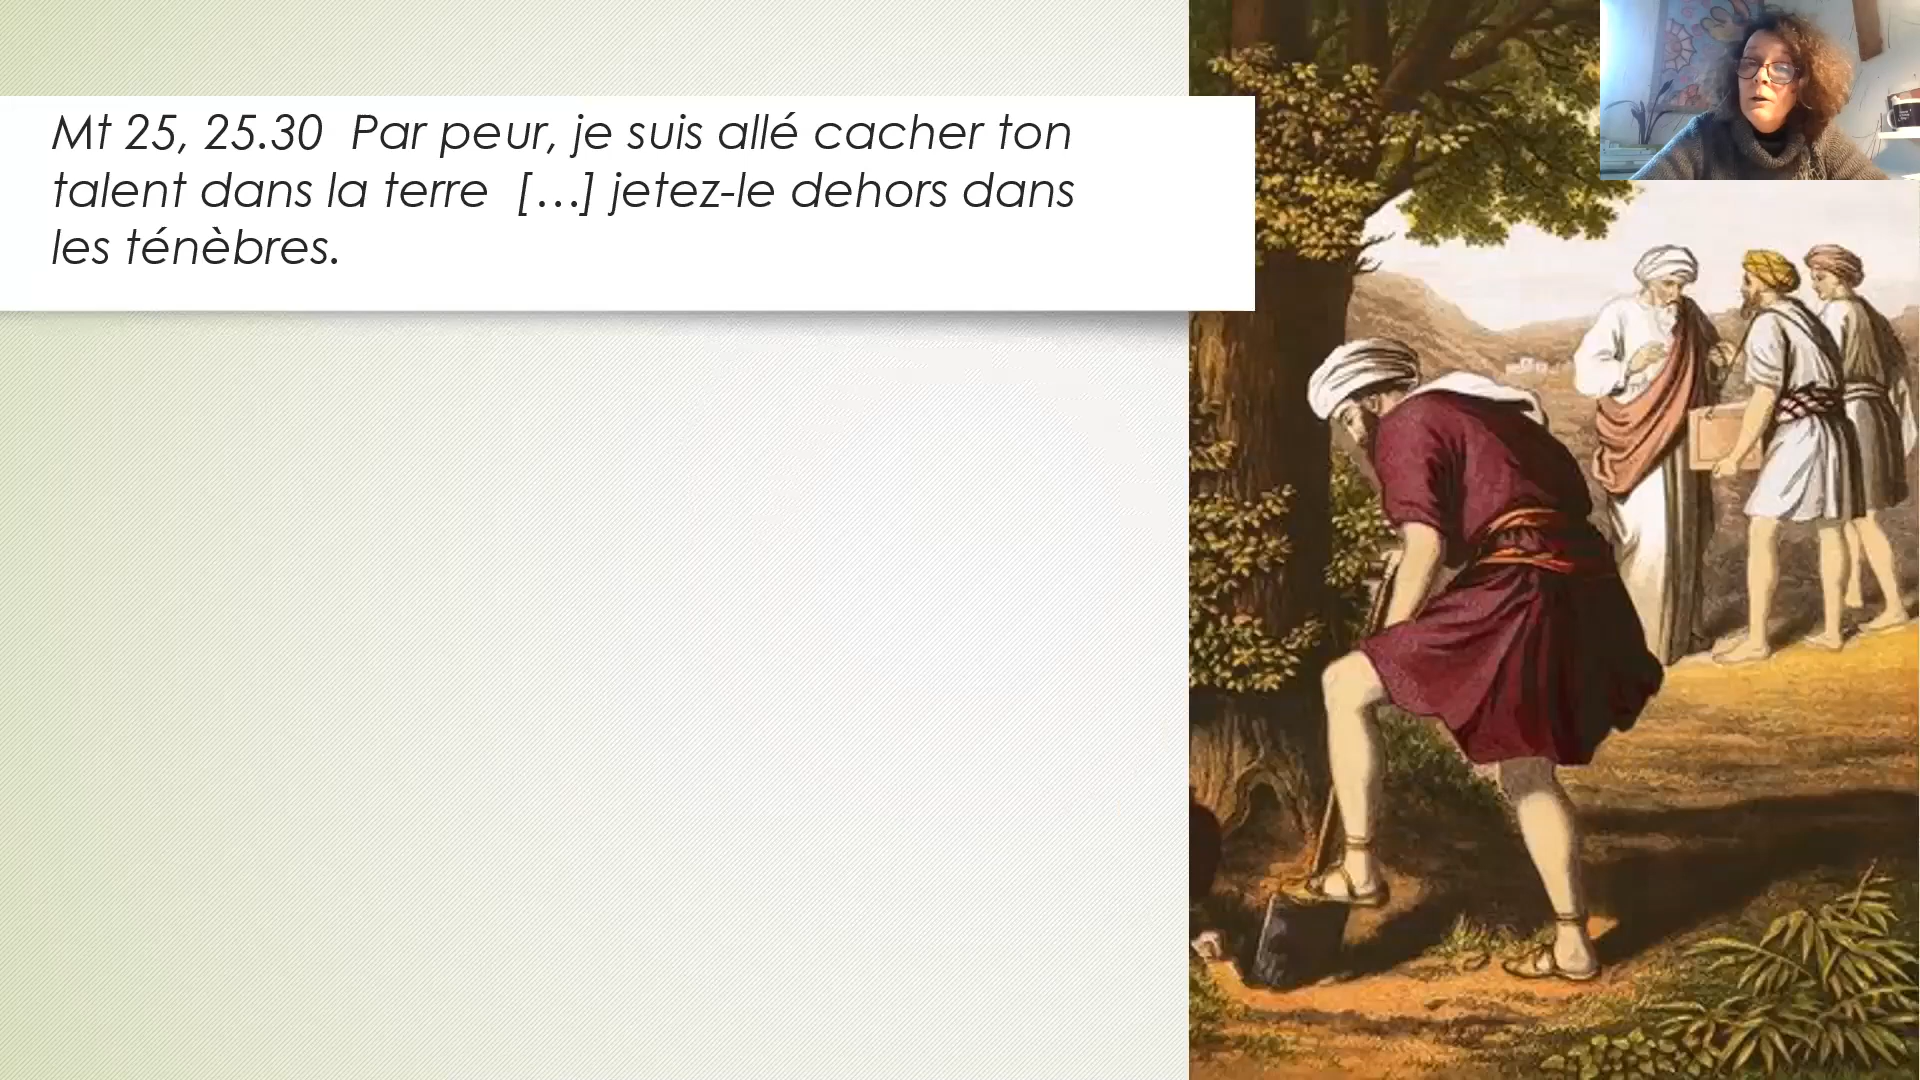 Mt 25, 25.30  Par peur, je suis allé cacher ton
talent dans la terre  [...] jetez-le dehors dans
les ténèbres.